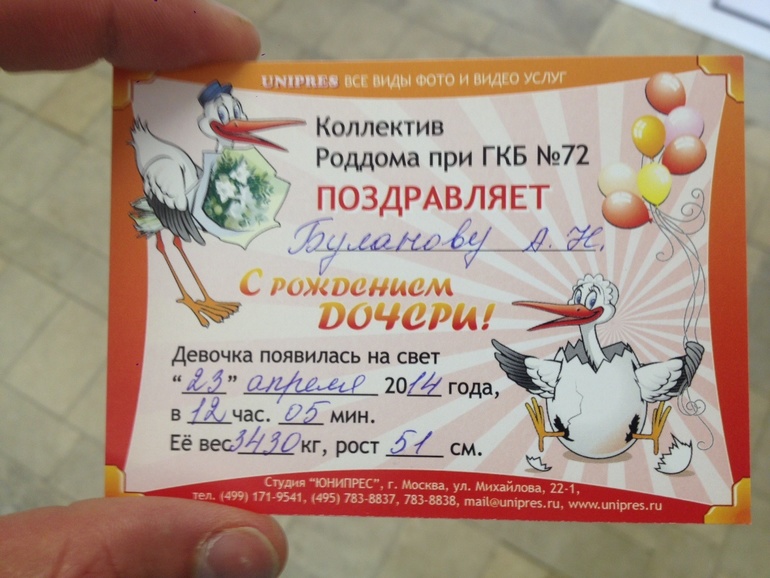 UNIPRES ВСЕ ВИДЫ ФОТО И ВИДЕО УСЛУГ
Коллектив
Роддома при ГКБ №72
ПОЗДРАВЛЯЕТ
Буланову А. Н.
С РОЖДЕНИЕМ
ДОЧЕРИ!
Девочка появилась на свет
"23" апреля 2014 года,
в 12 час. 05 мин.
Её вес 3430 кг, рост 51 см.
Студия "ЮНИПРЕС", г. Москва, ул. Михайлова, 22-1,
тел. (499) 171-9541, (495) 783-8837, 783-8838, mail@unipres.ru, www.unipres.ru